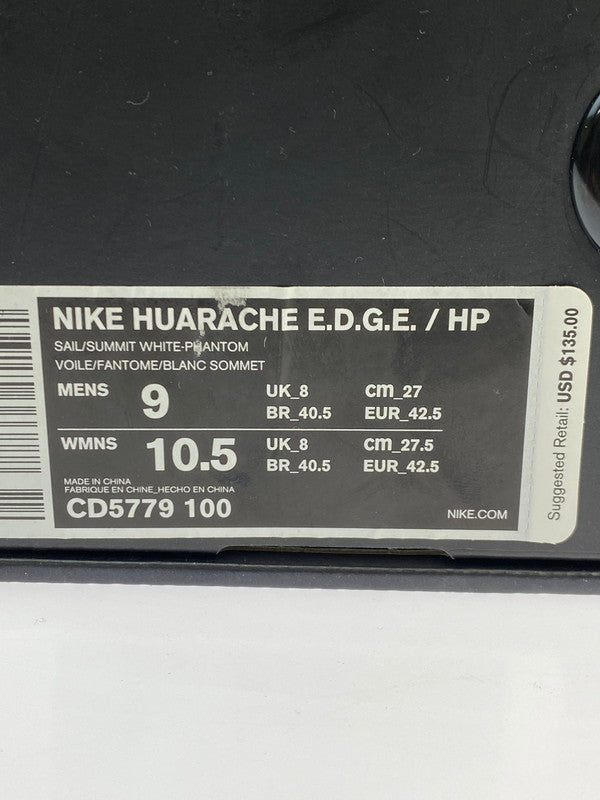 NIKE HUARACHE E.D.G.E. / HP
SAIL/SUMMIT WHITE-PHANTOM
VOILE/FANTOME/BLANC SOMMET
MENS 9 UK_8 cm_27
BR_40.5 EUR_42.5
WMNS 10.5 UK_8 cm_27.5
BR_40.5 EUR_42.5
MADE IN CHINA
FABRIQUE EN CHINE_HECHO EN CHINA
CD5779 100 NIKE.COM
Suggested Retail: USD $135.00